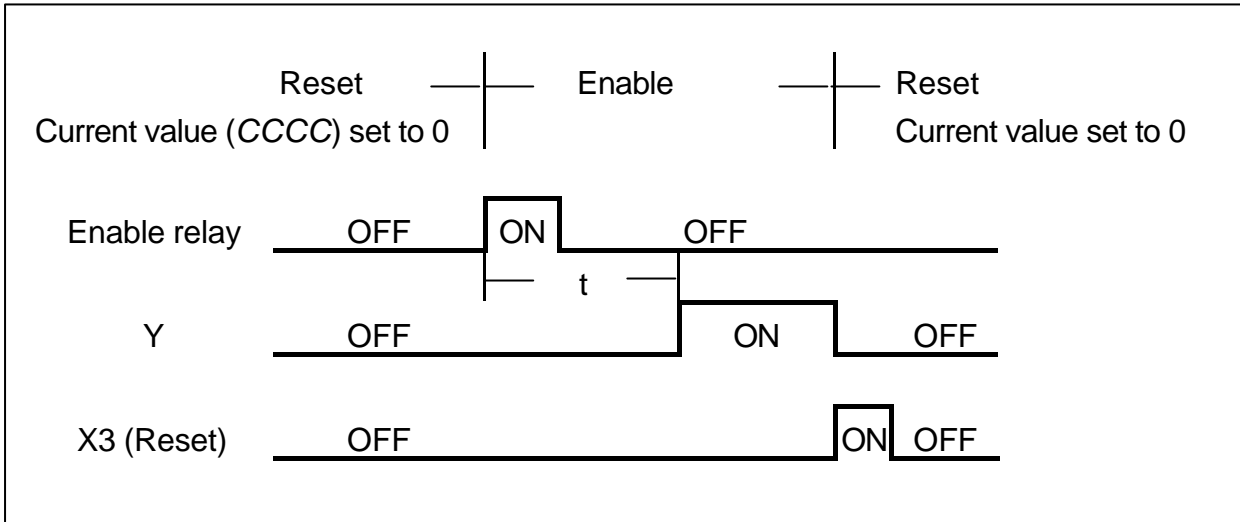 Reset Enable Reset
Current value (CCCC) set to 0 Current value set to 0
Enable relay OFF ON OFF
t
Y OFF ON OFF
X3 (Reset) OFF ON OFF